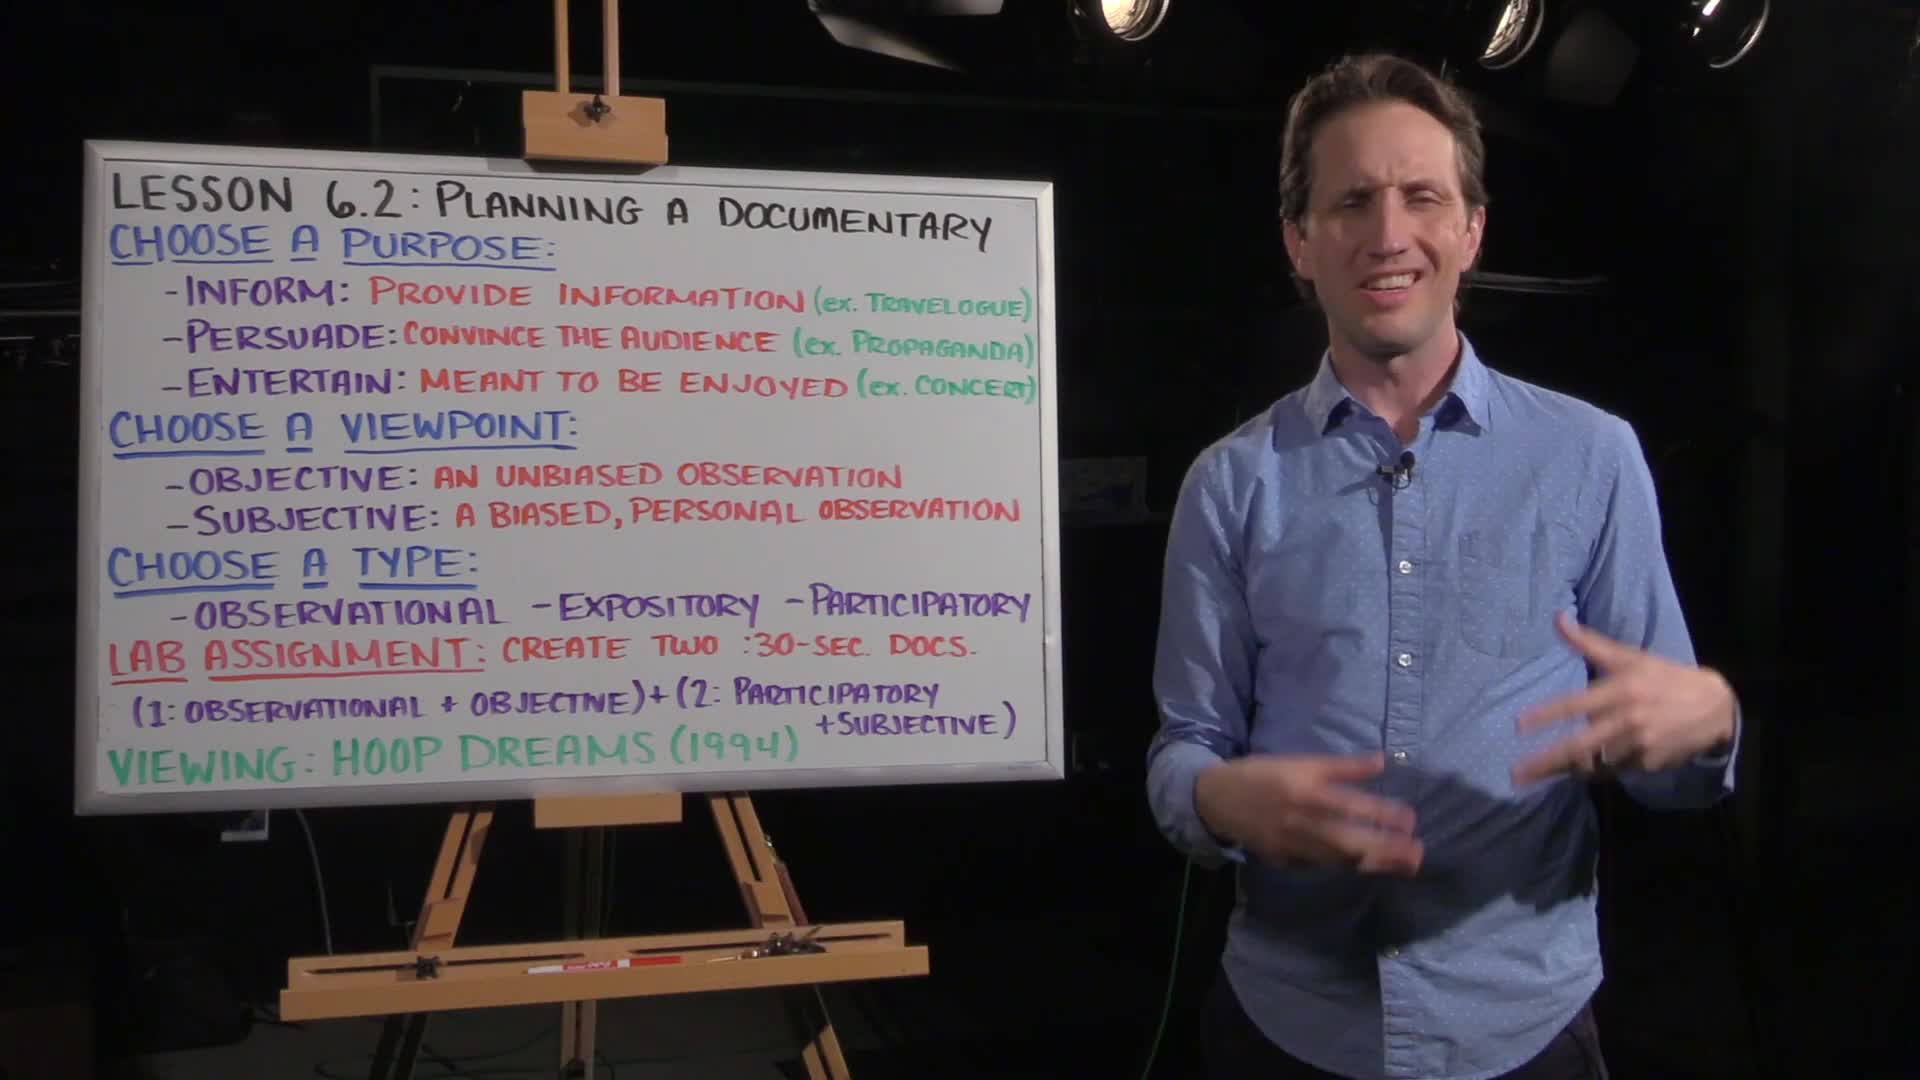 LESSON 6.2: PLANNING A DOCUMENTARY
CHOOSE A PURPOSE:
-INFORM: PROVIDE INFORMATION (ex. TRAVELOGUE)
-PERSUADE: CONVINCE THE AUDIENCE (ex. PROPAGANDA)
-ENTERTAIN: MEANT TO BE ENJOYED (ex. CONCERT)
CHOOSE A VIEWPOINT:
-OBJECTIVE: AN UNBIASED OBSERVATION
-SUBJECTIVE: A BIASED, PERSONAL OBSERVATION
CHOOSE A TYPE:
-OBSERVATIONAL -EXPOSITORY -PARTICIPATORY
LAB ASSIGNMENT: CREATE TWO :30-SEC. DOCS.
(1: OBSERVATIONAL + OBJECTIVE) + (2: PARTICIPATORY
+SUBJECTIVE)
VIEWING: HOOP DREAMS (1994)